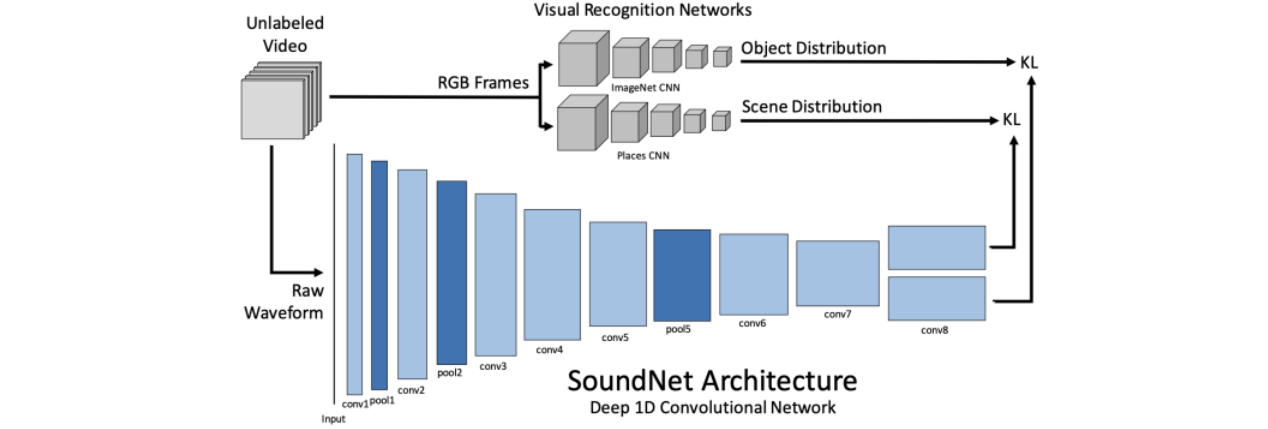 Visual Recognition Networks
Unlabeled
Video
RGB Frames
ImageNet CNN
Object Distribution
KL
Places CNN
Scene Distribution
KL
Raw
Waveform
Input
conv1
pool1
conv2
pool2
conv3
conv4
conv5
pool5
conv6
conv7
conv8
SoundNet Architecture
Deep 1D Convolutional Network